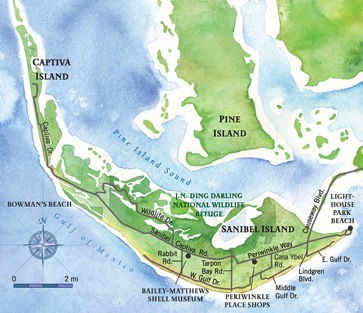 CAPTIVA
ISLAND
Captiva Dr.
Pine Island Sound
PINE
ISLAND
BOWMAN'S BEACH
J.N. DING DARLING
NATIONAL WILDLIFE
REFUGE
Wildlife Dr.
SANIBEL ISLAND
Causeway Blvd.
LIGHT-
HOUSE
PARK
BEACH
Sanibel Captiva Rd.
Periwinkle Way
Rabbit
Rd.
Tarpon
Bay Rd.
Casa Ybel
Rd.
W. Gulf Dr.
E. Gulf Dr.
Lindgren
Blvd.
Middle
Gulf Dr.
BAILEY-MATTHEWS
SHELL MUSEUM
PERIWINKLE
PLACE SHOPS
Gulf of Mexico
N
0 2 mi